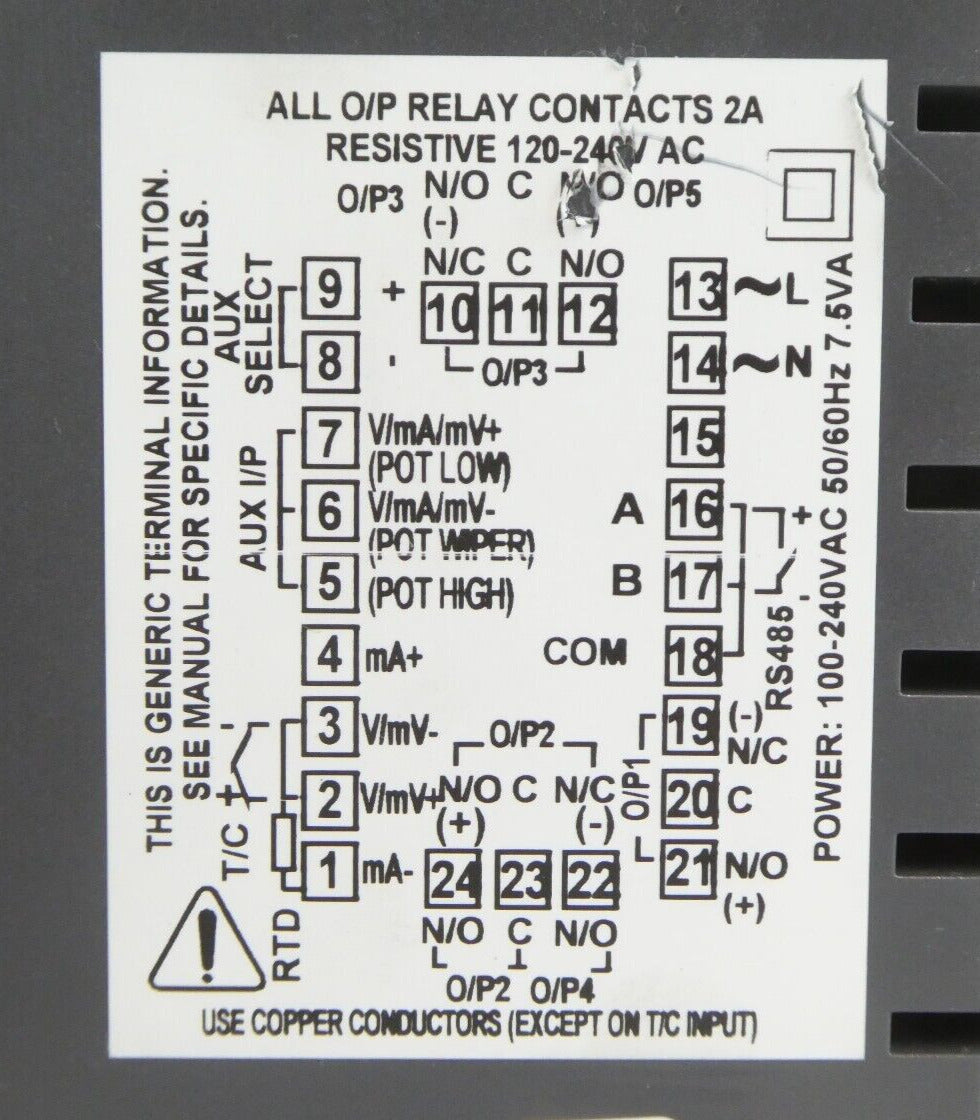 ALL O/P RELAY CONTACTS 2A
RESISTIVE 120-240V AC
O/P3 N/O C N/O O/P5
(-) (-)
N/C C N/O
10 11 12
O/P3
THIS IS GENERIC TERMINAL INFORMATION.
SEE MANUAL FOR SPECIFIC DETAILS.
AUX
SELECT
9 +
8 -
AUX I/P
7 V/mA/mV+
(POT LOW)
6 V/mA/mV-
(POT WIPER)
5 (POT HIGH)
4 mA+
3 V/mV-
2 V/mV+
1 mA-
- T/C +
RTD
13 ~L
14 ~N
15
A 16 +
B 17 -
COM 18
RS485
O/P1
19 (-)
N/C
20 C
21 N/O
(+)
POWER: 100-240VAC 50/60Hz 7.5VA
O/P2
N/O C N/C
(+) (-)
24 23 22
N/O C N/O
O/P2 O/P4
!
USE COPPER CONDUCTORS (EXCEPT ON T/C INPUT)